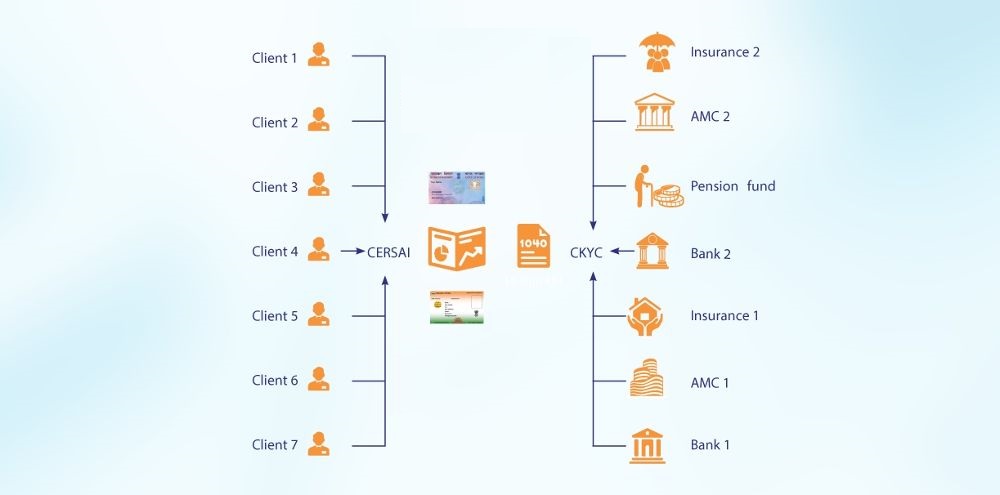 Client 1
Client 2
Client 3
Client 4
Client 5
Client 6
Client 7
CERSAI
1040
CKYC
Insurance 2
AMC 2
Pension fund
Bank 2
Insurance 1
AMC 1
Bank 1